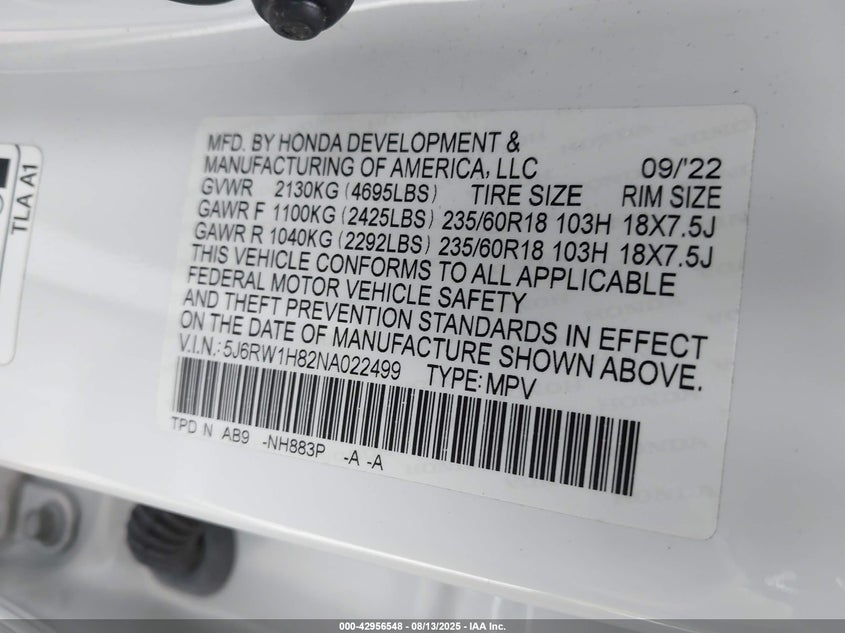 MFD. BY HONDA DEVELOPMENT &
MANUFACTURING OF AMERICA, LLC 09/'22
GVWR 2130KG (4695LBS) TIRE SIZE RIM SIZE
GAWR F 1100KG (2425LBS) 235/60R18 103H 18X7.5J
GAWR R 1040KG (2292LBS) 235/60R18 103H 18X7.5J
THIS VEHICLE CONFORMS TO ALL APPLICABLE
FEDERAL MOTOR VEHICLE SAFETY
AND THEFT PREVENTION STANDARDS IN EFFECT
ON THE DATE OF MANUFACTURE SHOWN ABOVE.
V.I.N.: 5J6RW1H82NA022499 TYPE: MPV
TPD N AB9 -NH883P -A -A
TLA A1
000-42956548 - 08/13/2025 - IAA Inc.